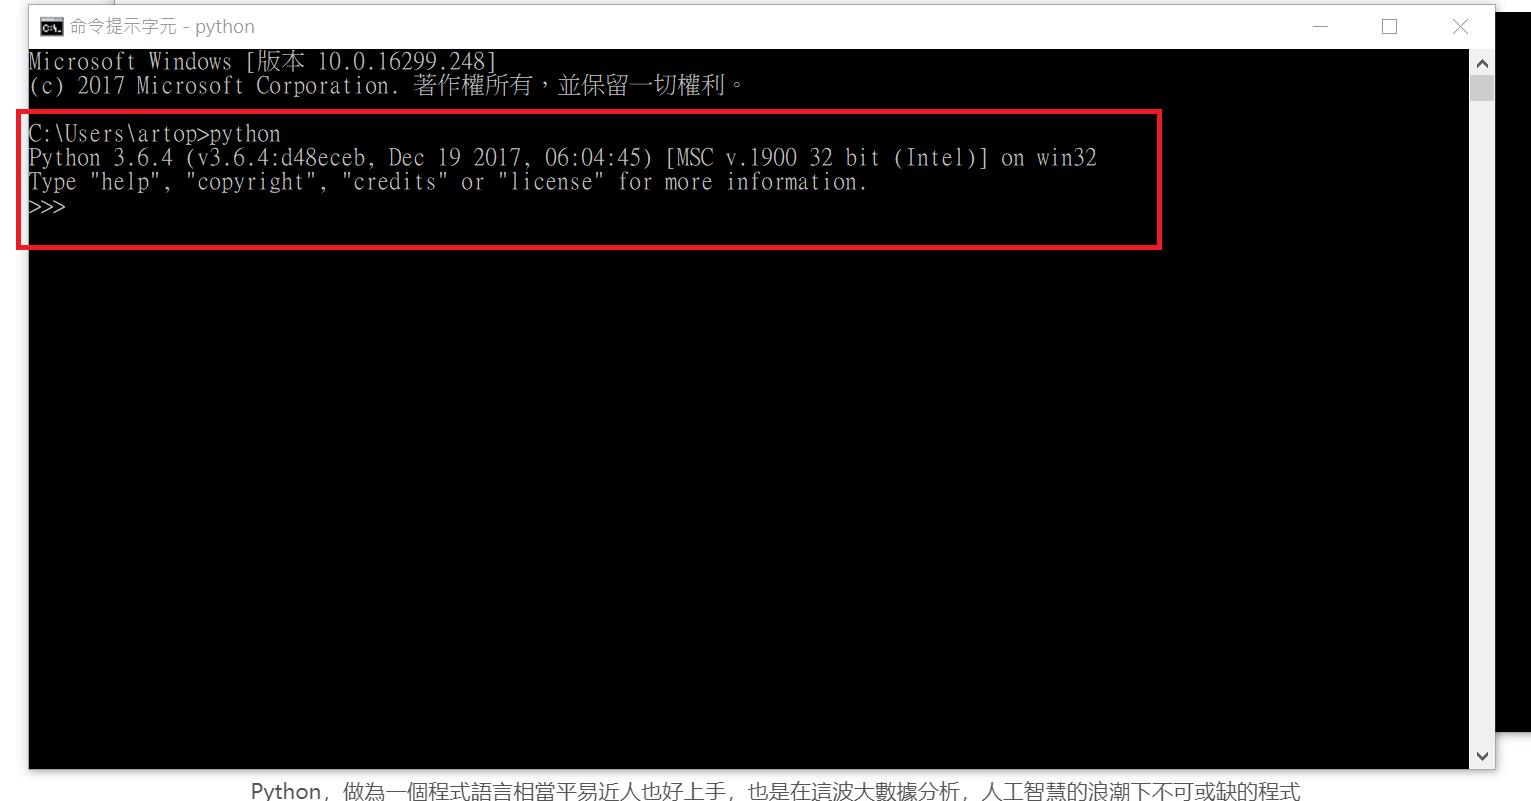 命令提示字元 - python
Microsoft Windows [版本 10.0.16299.248]
(c) 2017 Microsoft Corporation. 著作權所有，並保留一切權利。
C:\Users\artop>python
Python 3.6.4 (v3.6.4:d48eceb, Dec 19 2017, 06:04:45) [MSC v.1900 32 bit (Intel)] on win32
Type "help", "copyright", "credits" or "license" for more information.
>>>
Python，做為一個程式語言相當平易近人也好上手，也是在這波大數據分析，人工智慧的浪潮下不可或缺的程式